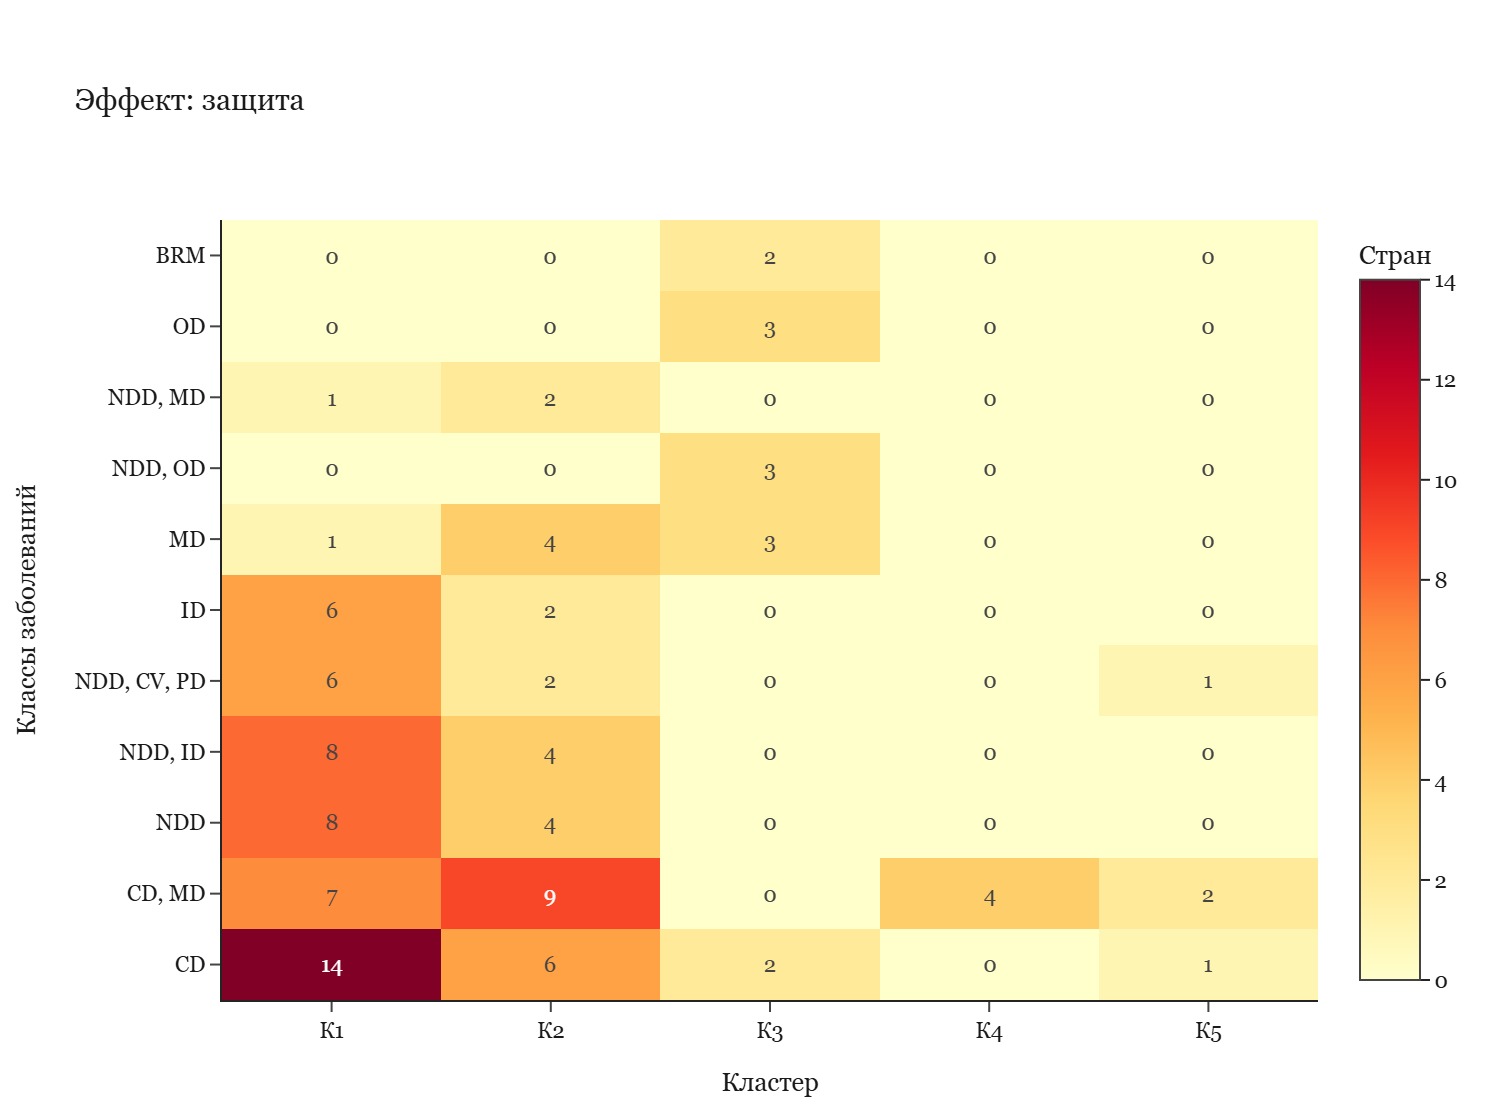 Эффект: защита
Классы заболеваний
BRM 0 0 2 0 0
OD 0 0 3 0 0
NDD, MD 1 2 0 0 0
NDD, OD 0 0 3 0 0
MD 1 4 3 0 0
ID 6 2 0 0 0
NDD, CV, PD 6 2 0 0 1
NDD, ID 8 4 0 0 0
NDD 8 4 0 0 0
CD, MD 7 9 0 4 2
CD 14 6 2 0 1
К1 К2 К3 К4 К5
Кластер
Стран
14
12
10
8
6
4
2
0